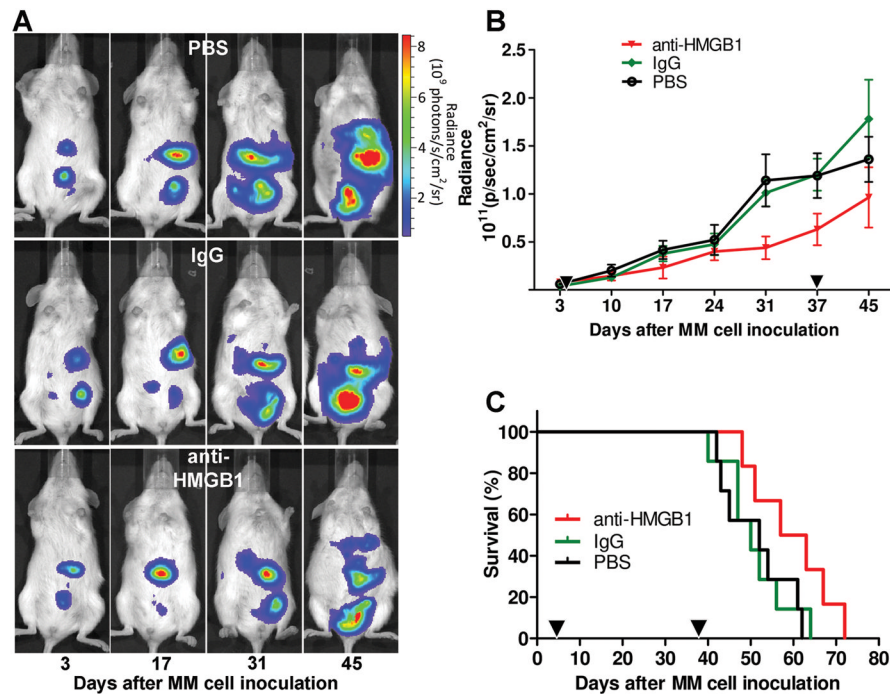 A
PBS
8
6
4
2
Radiance
(10⁹ photons/s/cm²/sr)
IgG
anti-
HMGB1
3 17 31 45
Days after MM cell inoculation
B
anti-HMGB1
IgG
PBS
Radiance
10¹¹(p/sec/cm²/sr)
2.5
2.0
1.5
1.0
0.5
3 10 17 24 31 37 45
Days after MM cell inoculation
C
Survival (%)
100
80
60
40
20
0
anti-HMGB1
IgG
PBS
0 10 20 30 40 50 60 70 80
Days after MM cell inoculation